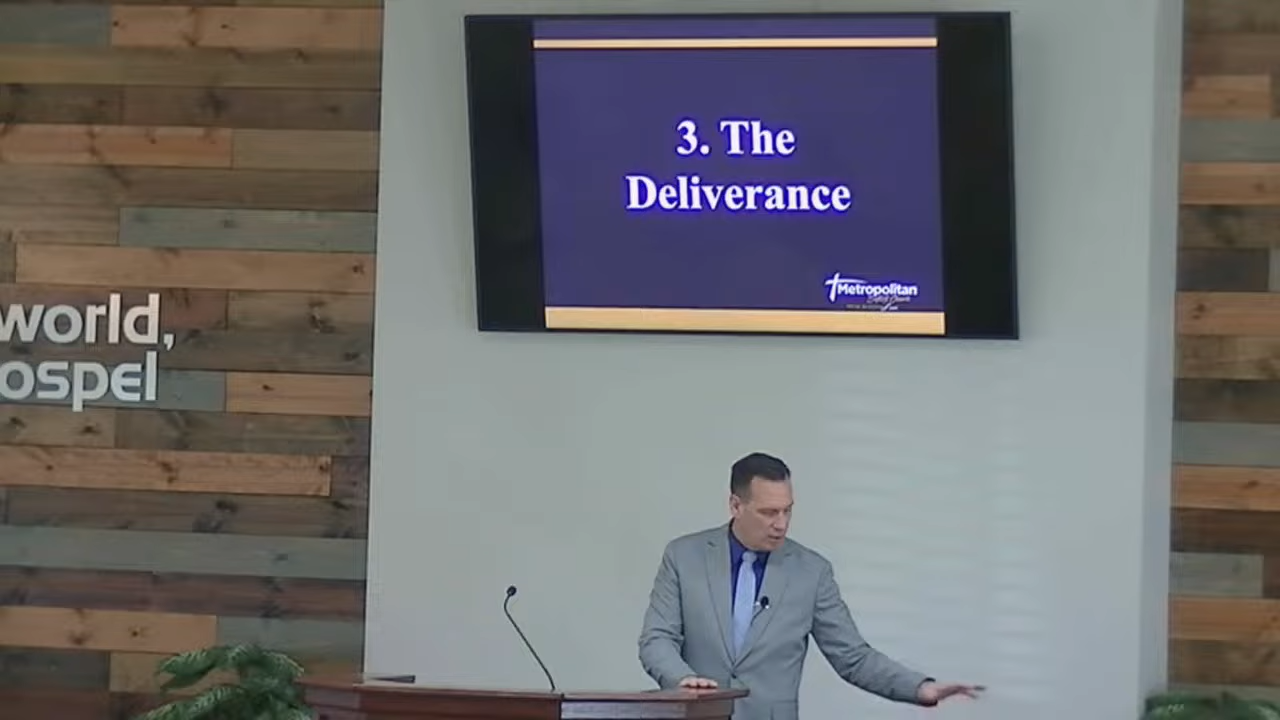 3. The
Deliverance
Metropolitan
world,
ospel